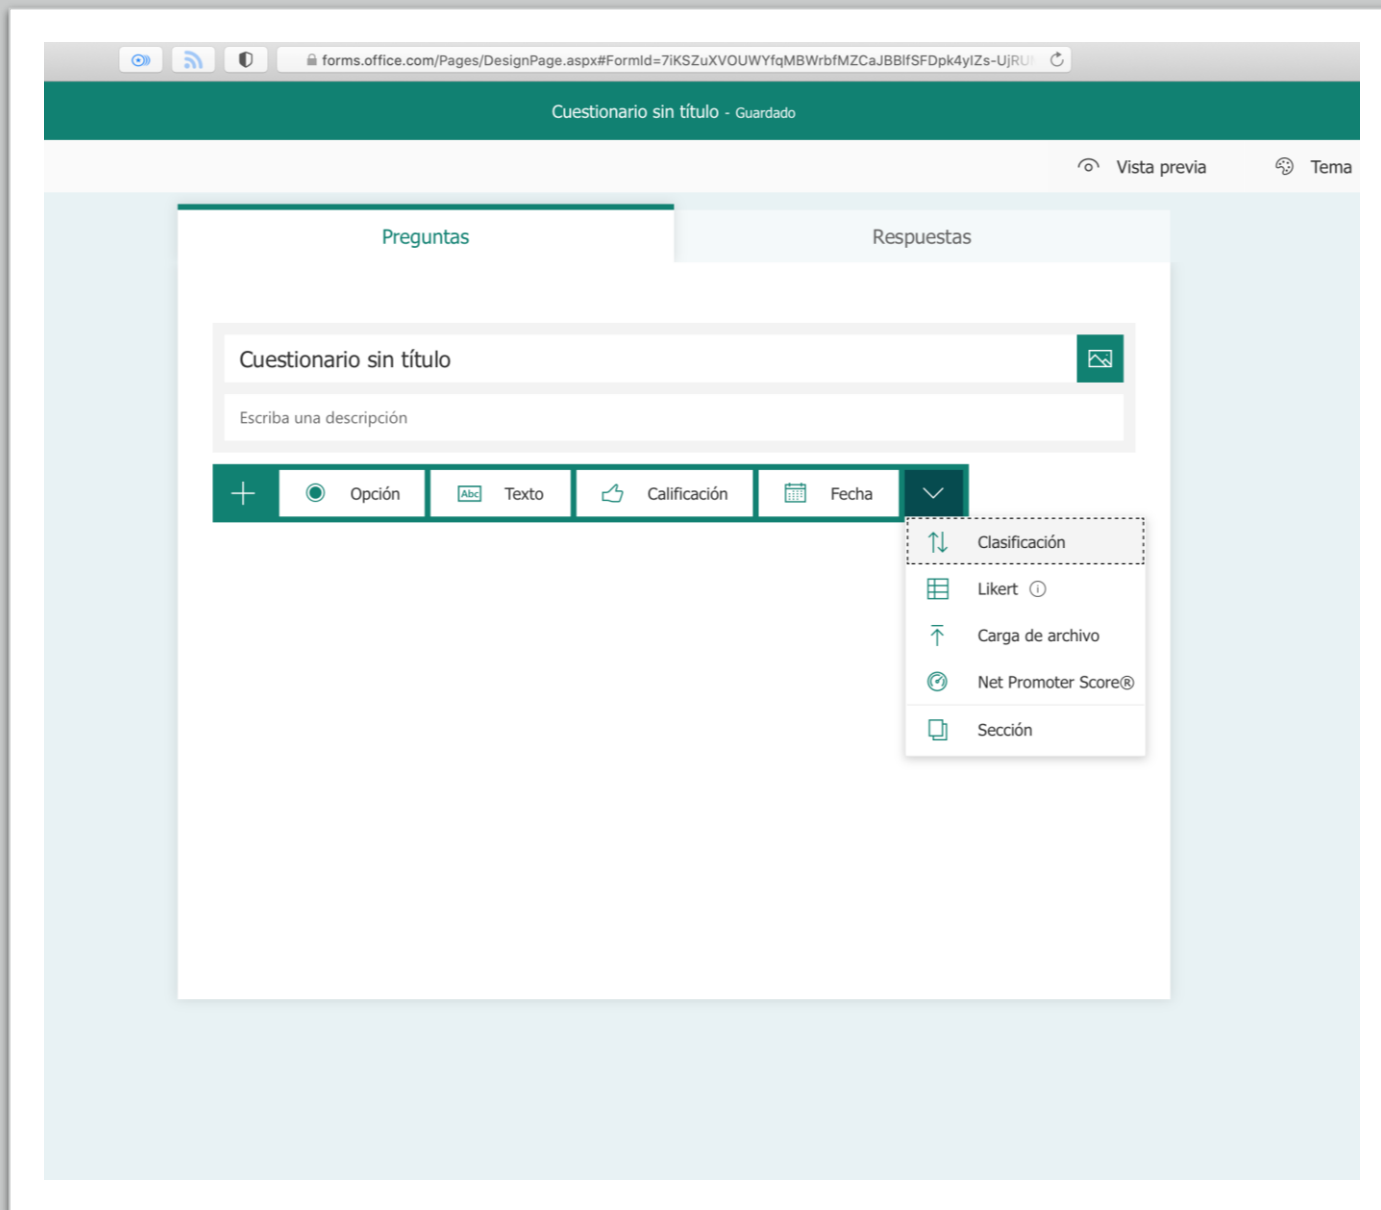 forms.office.com/Pages/DesignPage.aspx#FormId=7iKSZuXVOUWYfqMBWrbfMZCaJBBlfSFDpk4yIZs-UjRU
Cuestionario sin título - Guardado
Vista previa Tema
Preguntas Respuestas
Cuestionario sin título
Escriba una descripción
Opción Abc Texto Calificación Fecha
Clasificación
Likert
Carga de archivo
Net Promoter Score®
Sección